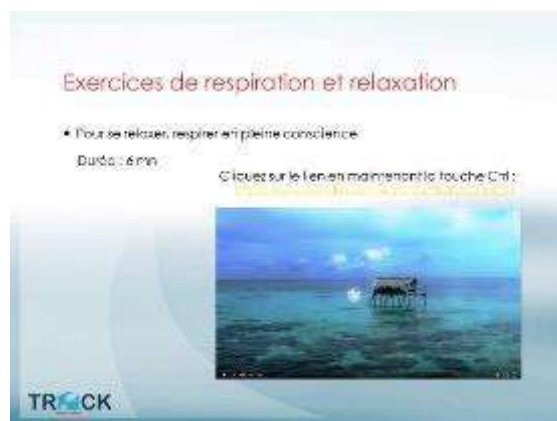 Exercices de respiration et relaxation
• Pour se relaxer, respirer en pleine conscience
Durée : 6 mn
Cliquez sur le lien en maintenant la touche Ctrl :
TRACK